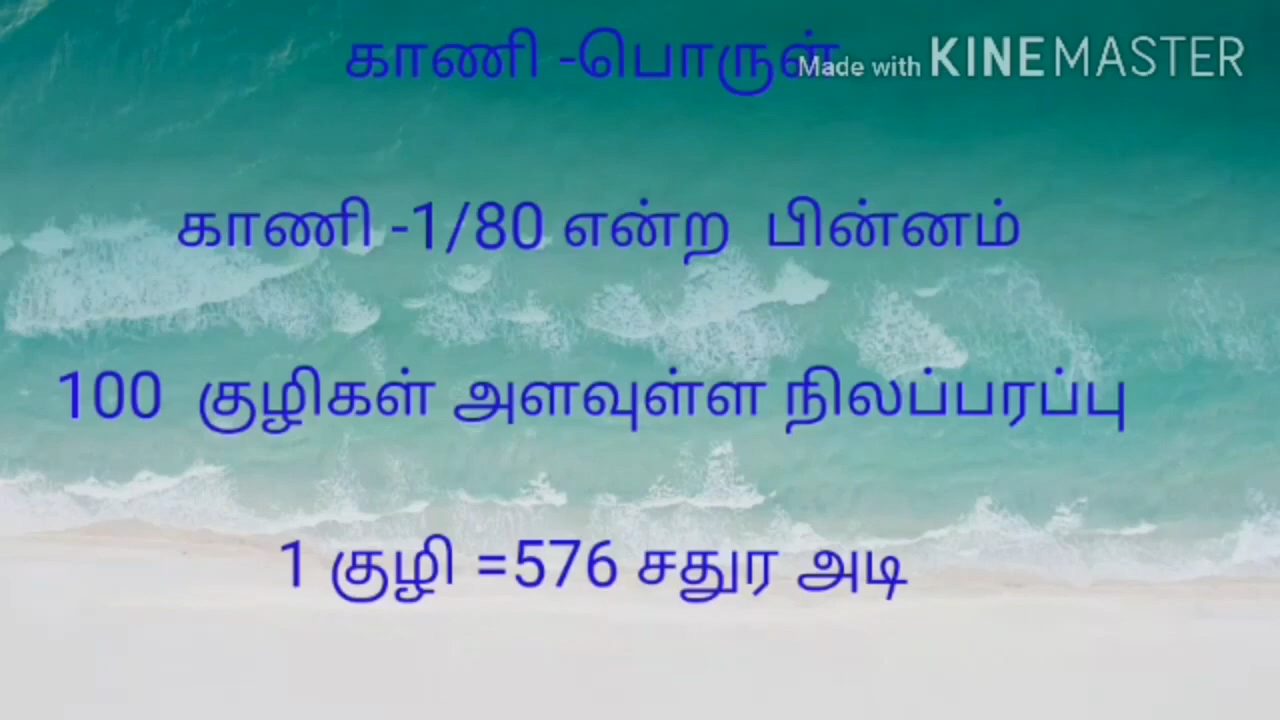 காணி -பொருள்
Made with KINEMASTER
காணி -1/80 என்ற பின்னம்
100 குழிகள் அளவுள்ள நிலப்பரப்பு
1 குழி =576 சதுர அடி